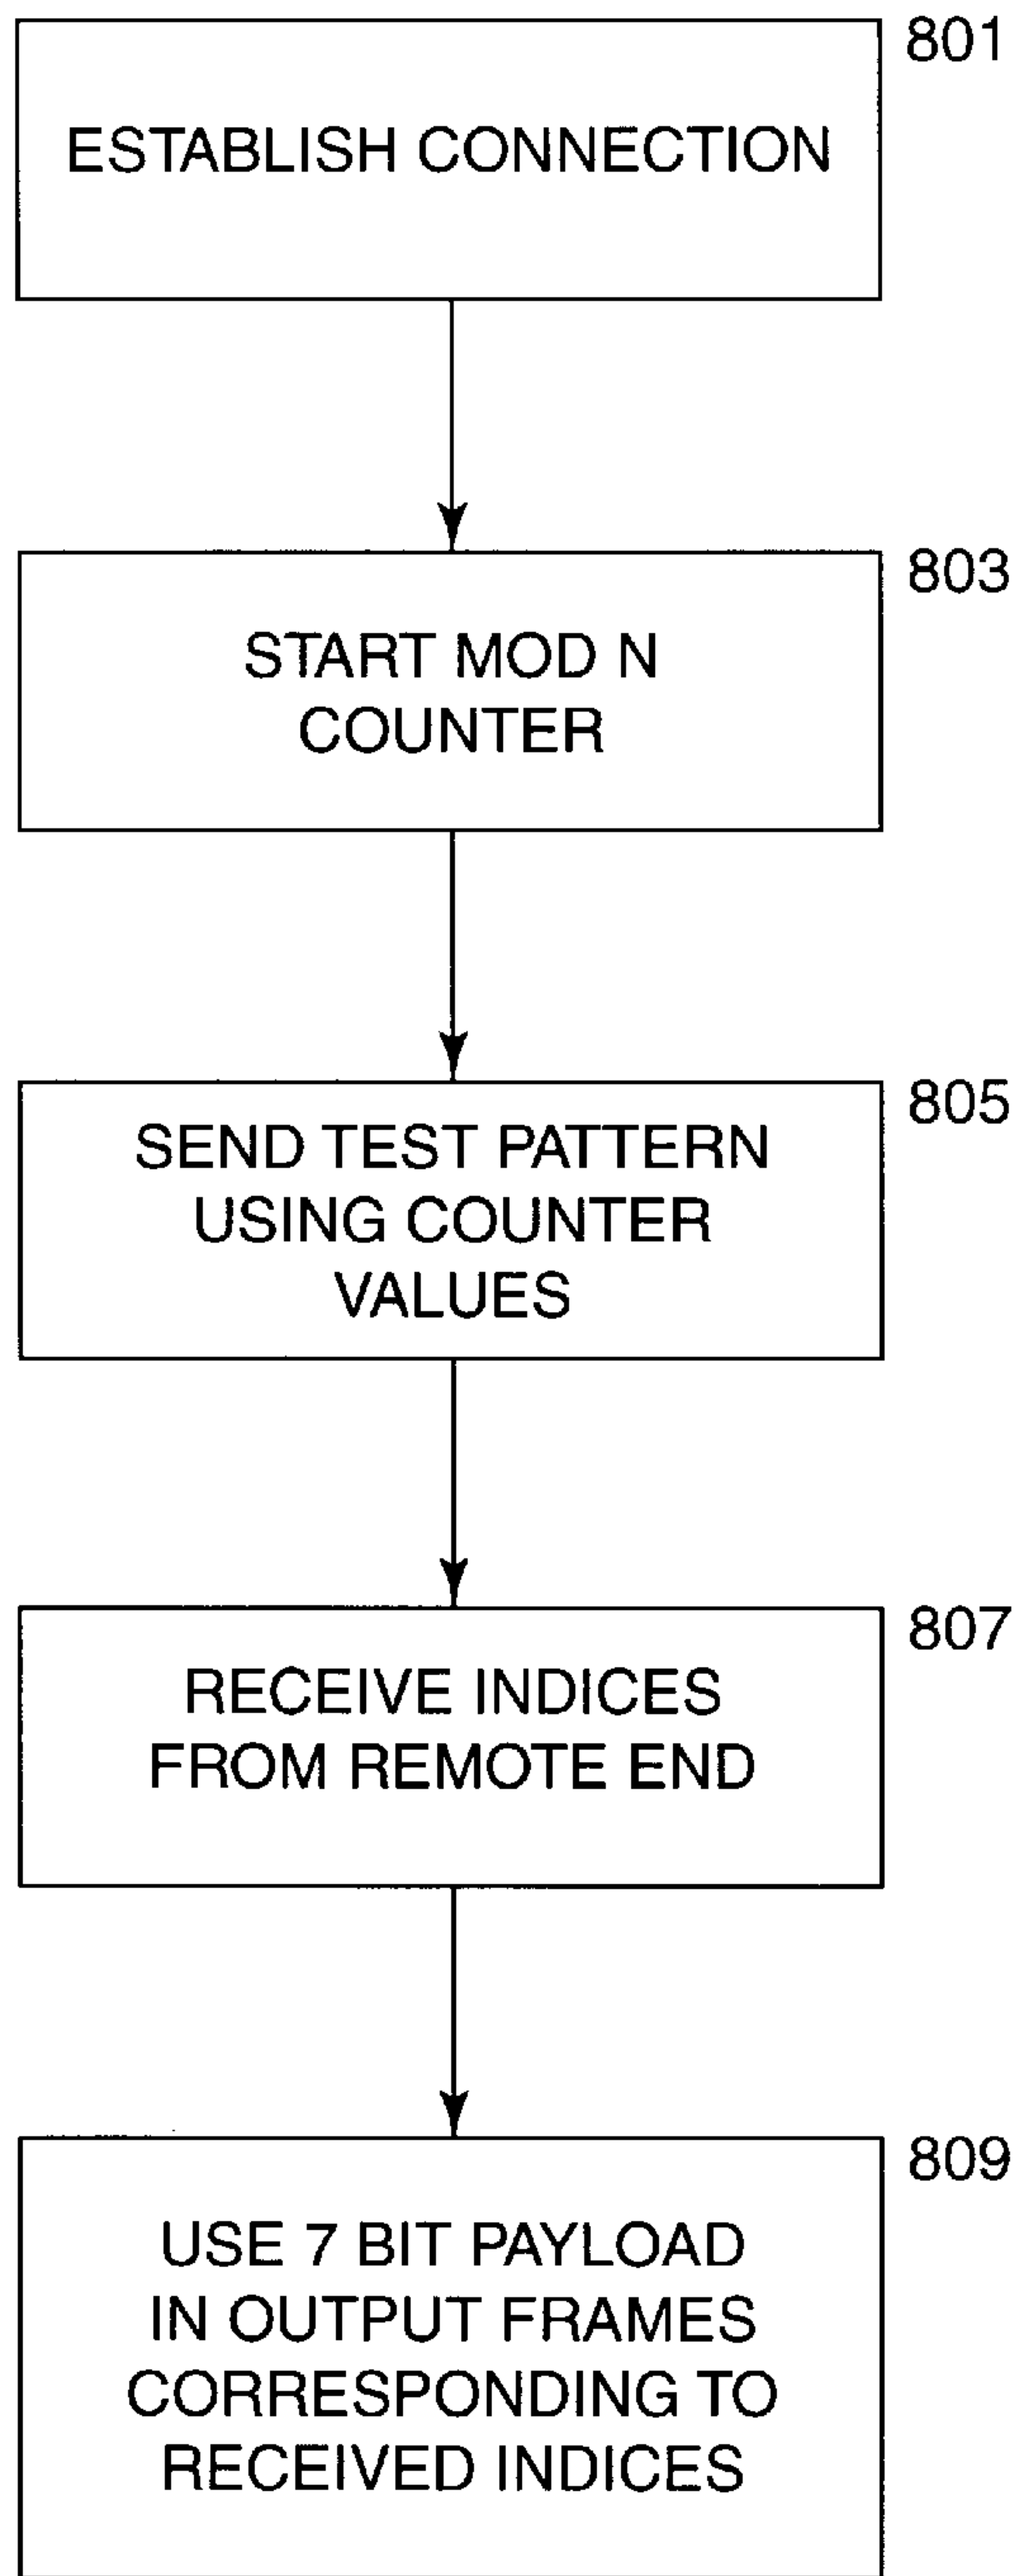 801
ESTABLISH CONNECTION
803
START MOD N
COUNTER
805
SEND TEST PATTERN
USING COUNTER
VALUES
807
RECEIVE INDICES
FROM REMOTE END
809
USE 7 BIT PAYLOAD
IN OUTPUT FRAMES
CORRESPONDING TO
RECEIVED INDICES